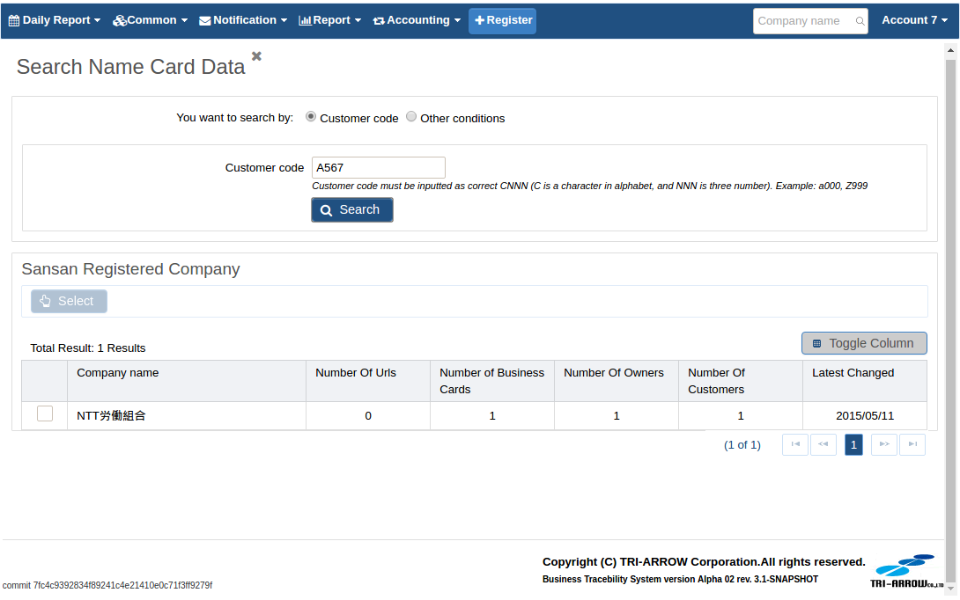 Daily Report Common Notification Report Accounting Register Company name Account 7
Search Name Card Data
You want to search by: Customer code Other conditions
Customer code A567
Customer code must be inputted as correct CNNN (C is a character in alphabet, and NNN is three number). Example: a000, Z999
Search
Sansan Registered Company
Select
Total Result: 1 Results Toggle Column
Company name Number Of Urls Number of Business Cards Number Of Owners Number Of Customers Latest Changed
NTT労働組合 0 1 1 1 2015/05/11
(1 of 1) 1
Copyright (C) TRI-ARROW Corporation.All rights reserved.
Business Tracebility System version Alpha 02 rev. 3.1-SNAPSHOT
TRI-ARROW Co.,LTD
commit 7fc4c9392834f89241c4e21410e0c71f3ff9279f